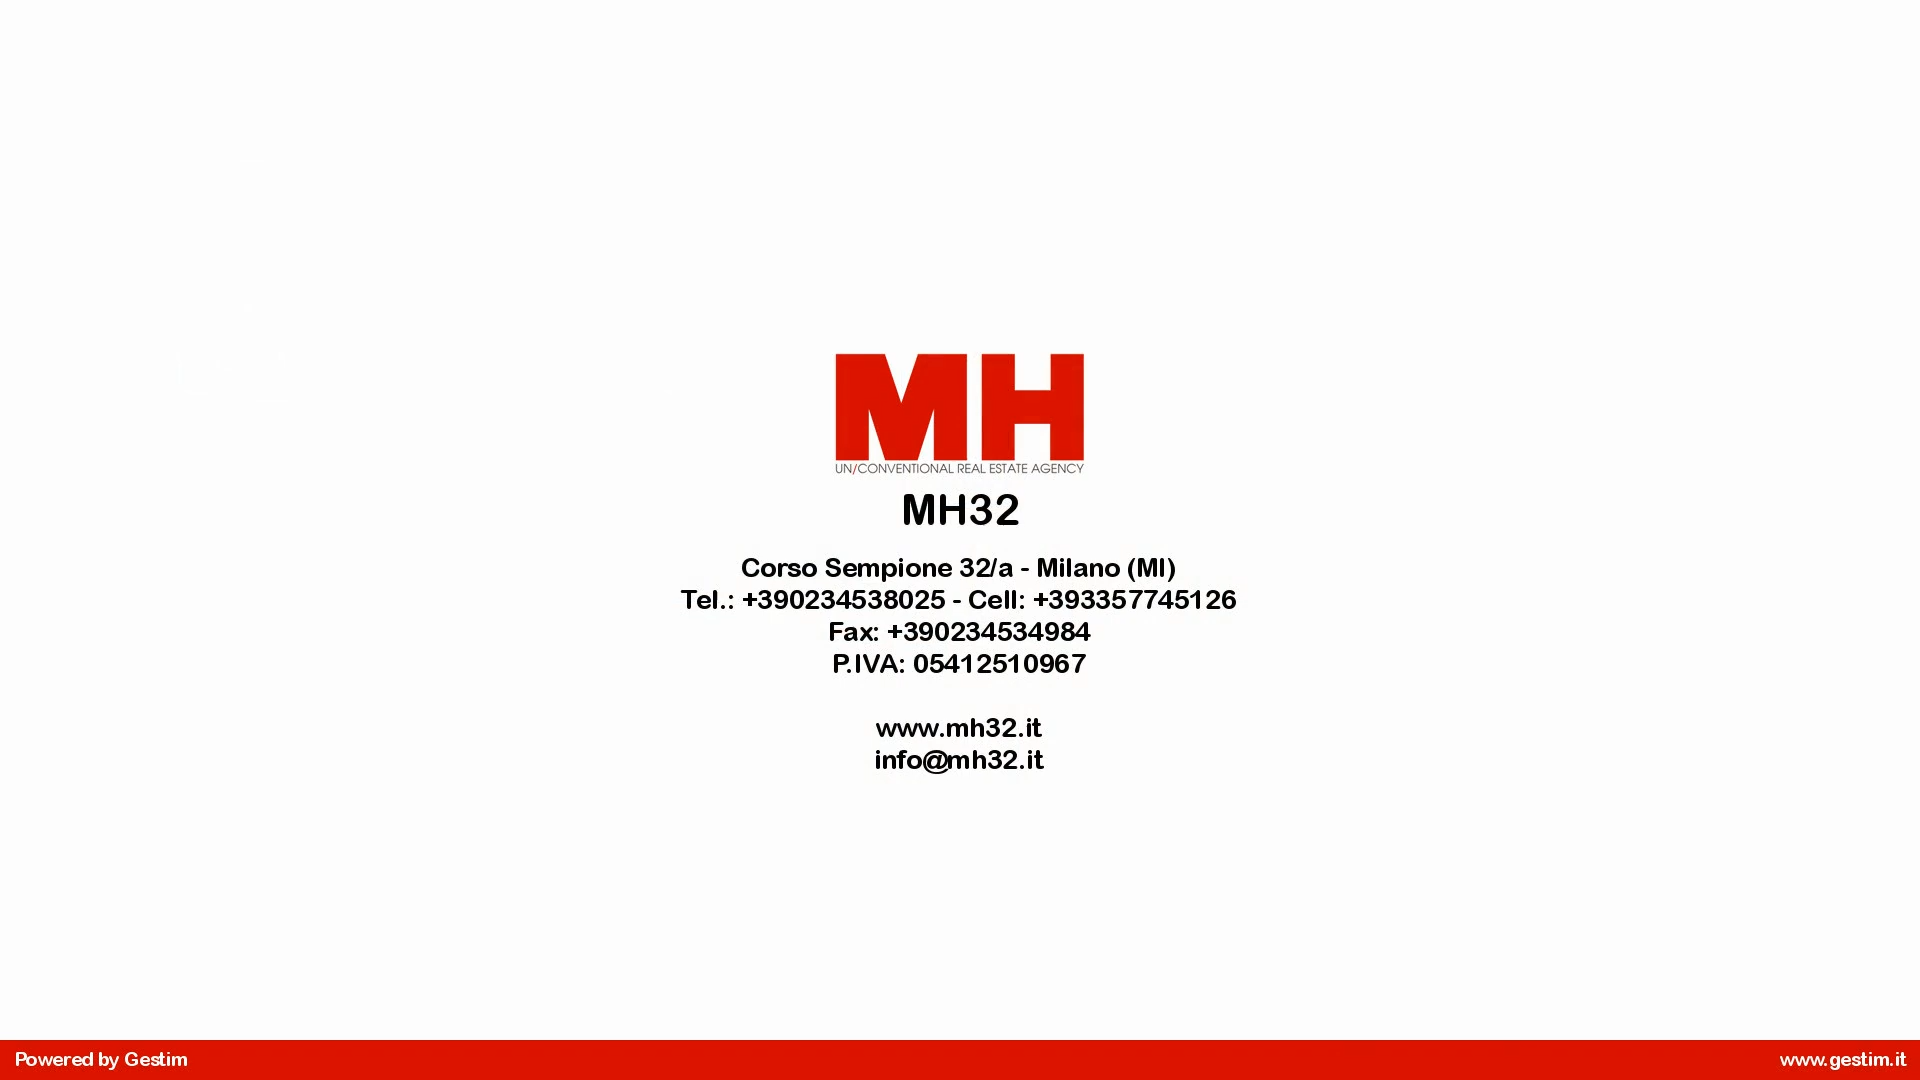 MH
UN/CONVENTIONAL REAL ESTATE AGENCY
MH32
Corso Sempione 32/a - Milano (MI)
Tel.: +390234538025 - Cell: +393357745126
Fax: +390234534984
P.IVA: 05412510967
www.mh32.it
info@mh32.it
Powered by Gestim
www.gestim.it